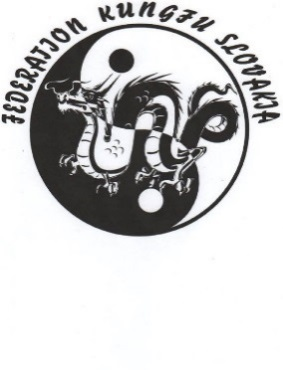 FEDERATION KUNGFU SLOVAKIA